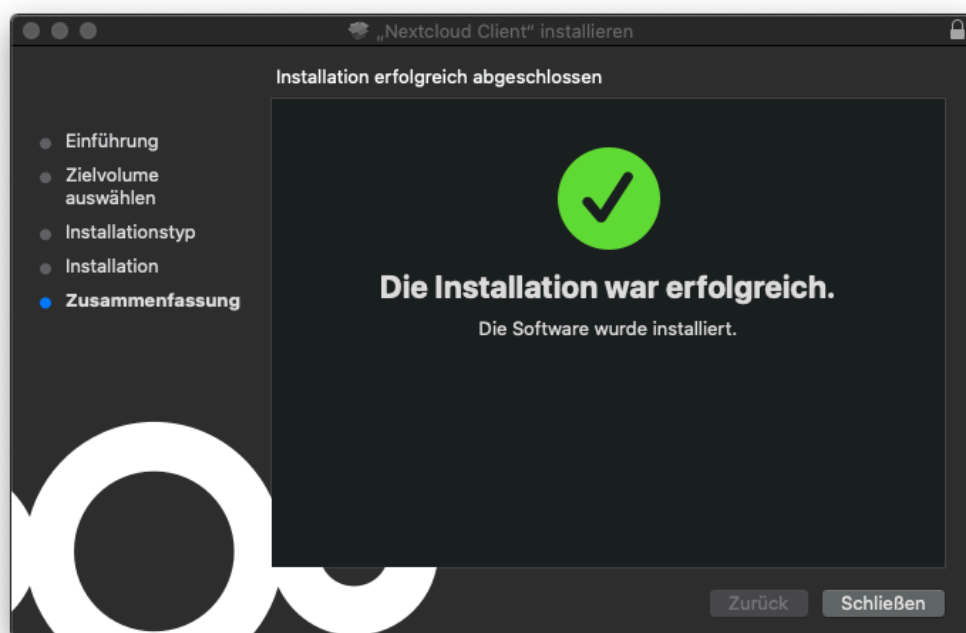 „Nextcloud Client“ installieren
Installation erfolgreich abgeschlossen
Einführung
Zielvolume
auswählen
Installationstyp
Installation
Zusammenfassung
Die Installation war erfolgreich.
Die Software wurde installiert.
Zurück
Schließen